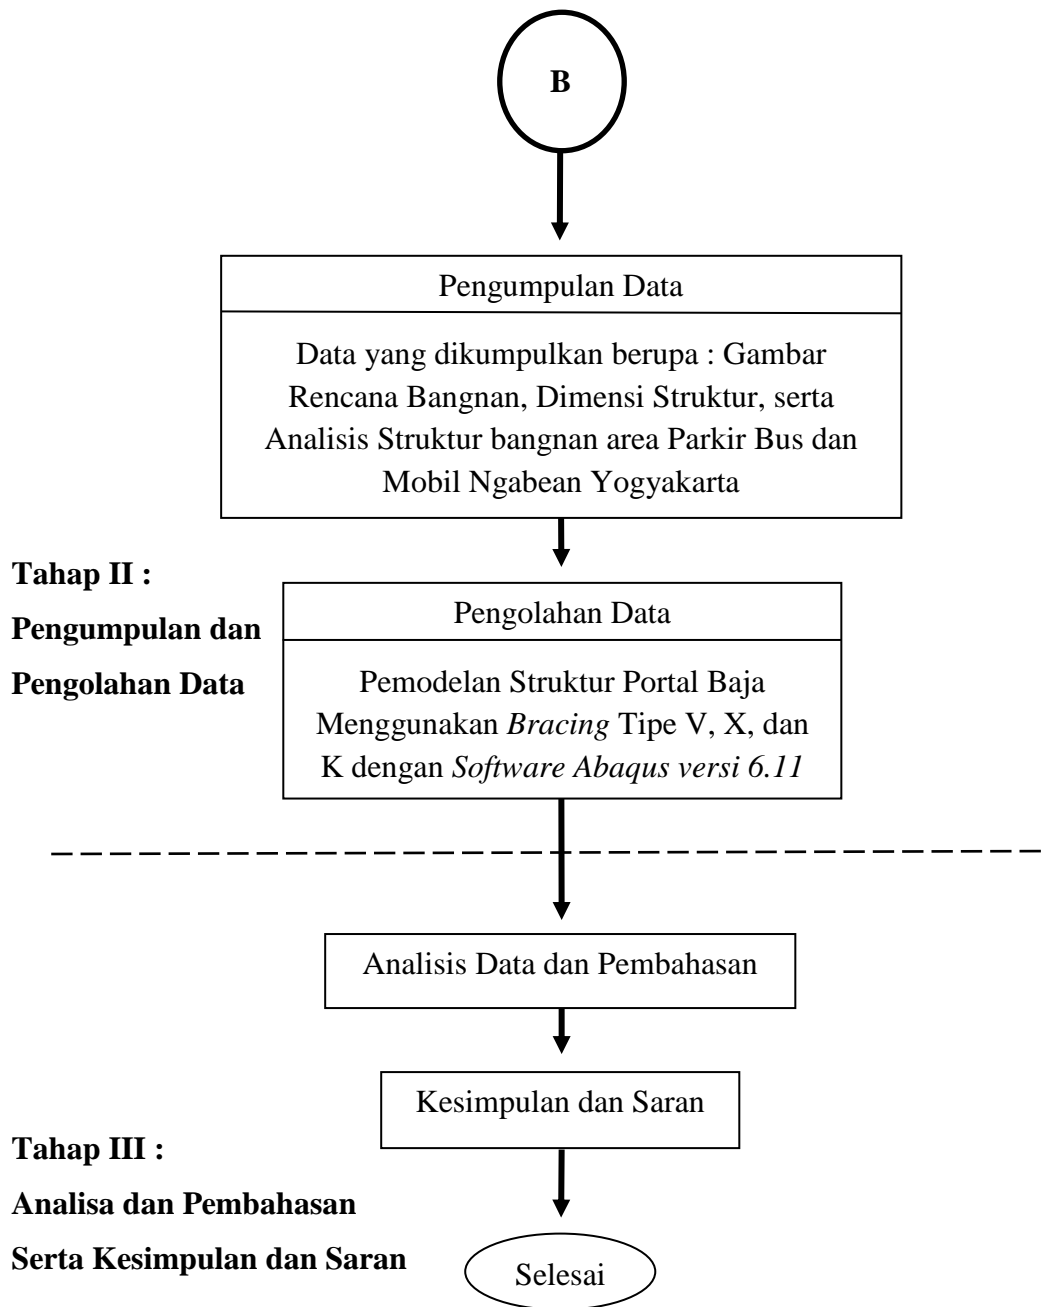 B
Pengumpulan Data
Data yang dikumpulkan berupa : Gambar
Rencana Bangnan, Dimensi Struktur, serta
Analisis Struktur bangnan area Parkir Bus dan
Mobil Ngabean Yogyakarta
Tahap II :
Pengumpulan dan
Pengolahan Data
Pengolahan Data
Pemodelan Struktur Portal Baja
Menggunakan Bracing Tipe V, X, dan
K dengan Software Abaqus versi 6.11
Analisis Data dan Pembahasan
Kesimpulan dan Saran
Tahap III :
Analisa dan Pembahasan
Serta Kesimpulan dan Saran
Selesai